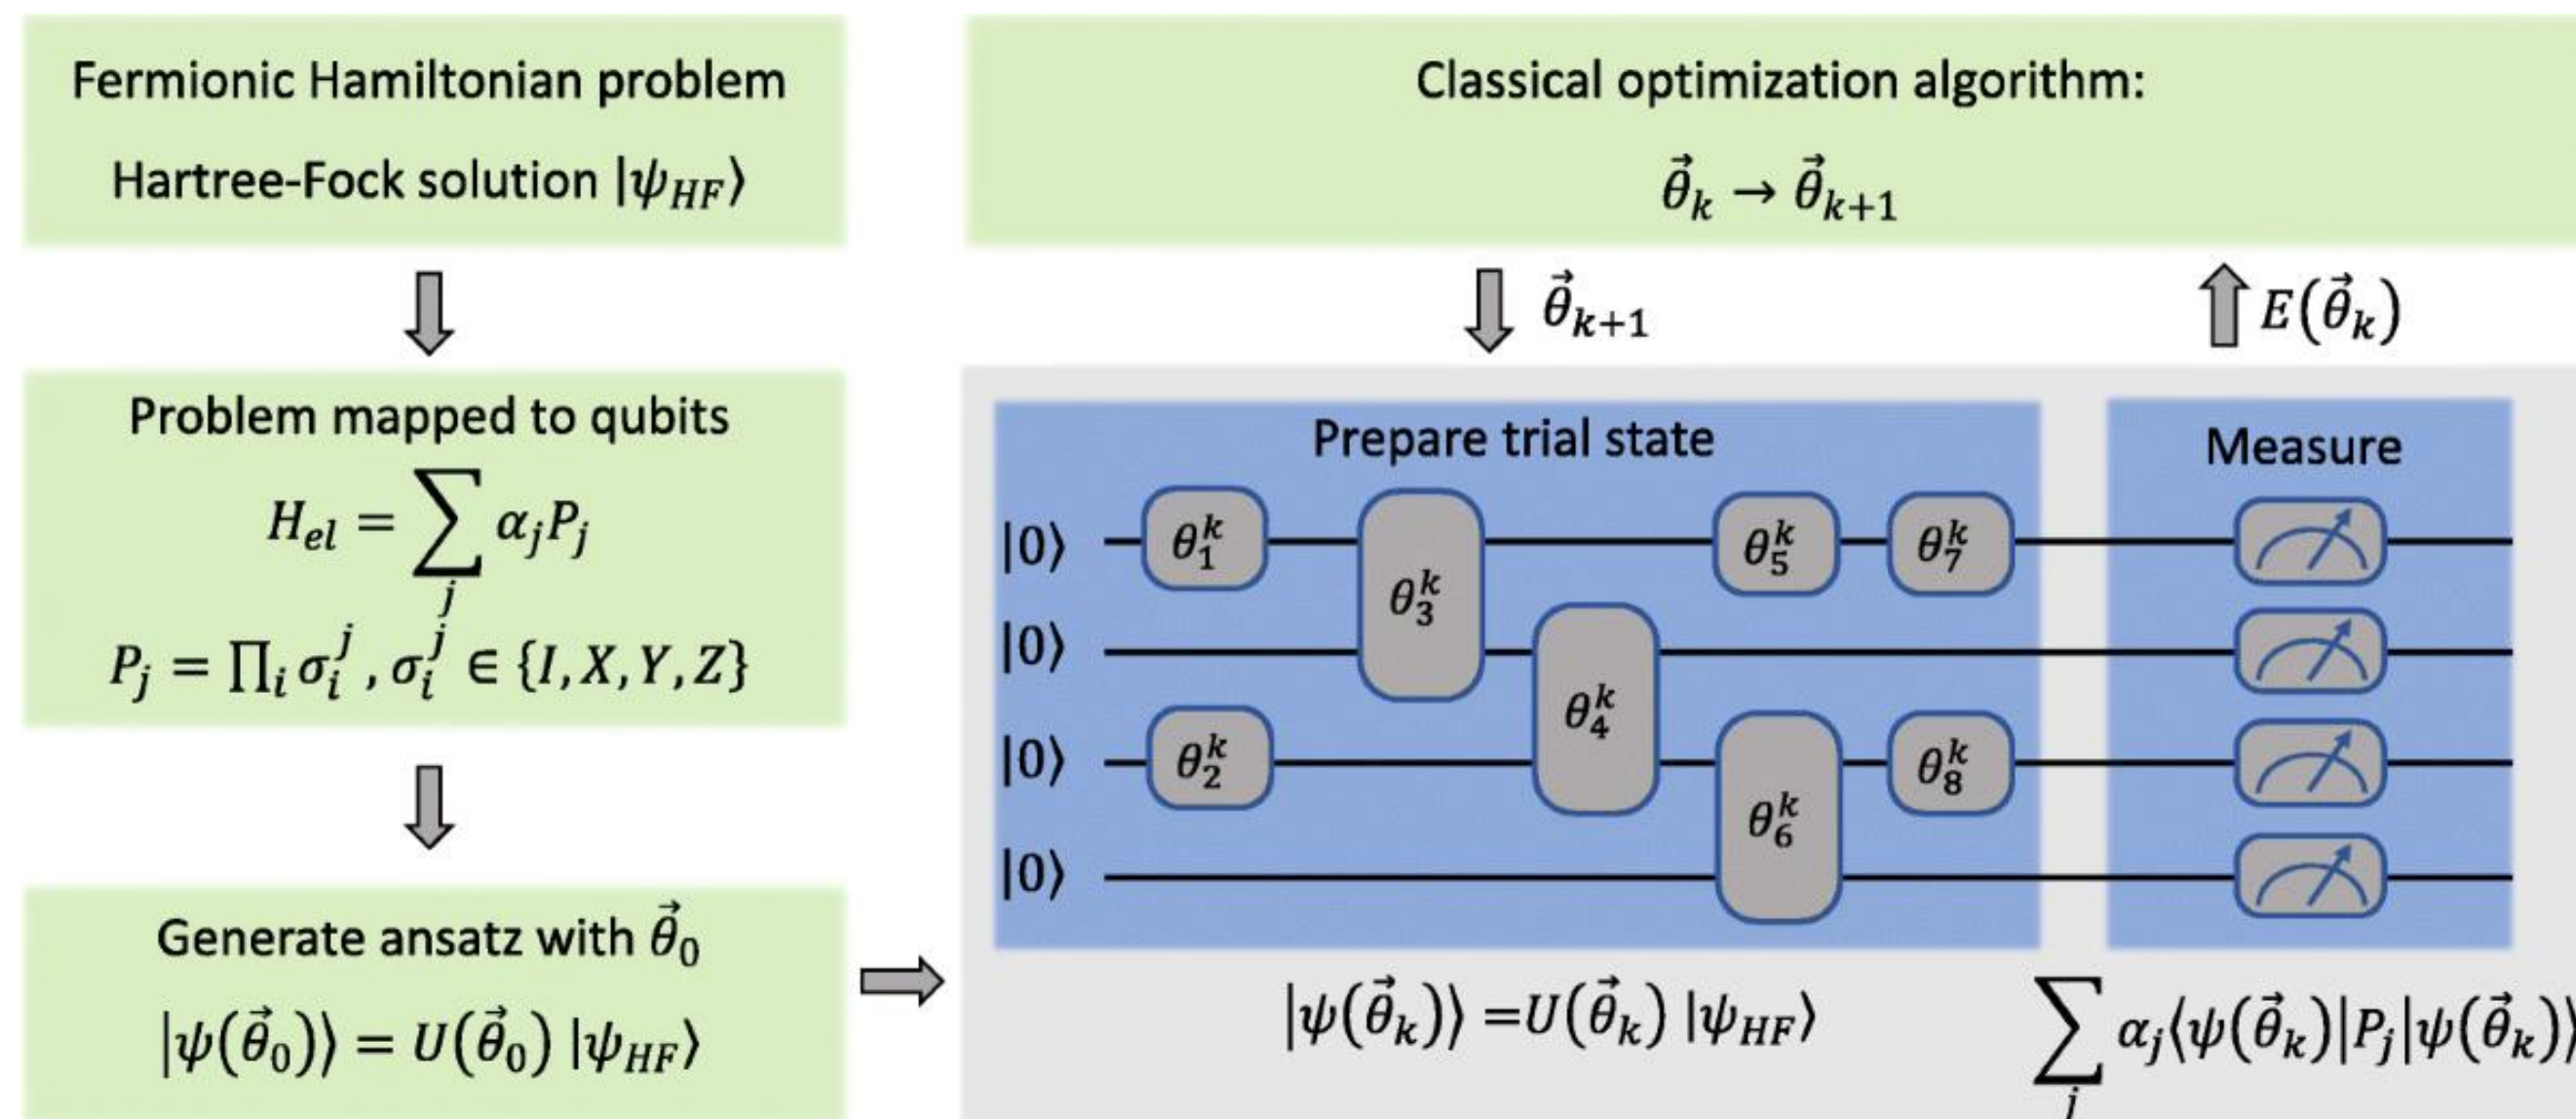 Fermionic Hamiltonian problem
Hartree-Fock solution |ψ_HF⟩
Problem mapped to qubits
H_el = ∑_j α_j P_j
P_j = ∏_i σ_i^j , σ_i^j ∈ {I, X, Y, Z}
Generate ansatz with θ⃗_0
|ψ(θ⃗_0)⟩ = U(θ⃗_0) |ψ_HF⟩
Classical optimization algorithm:
θ⃗_k → θ⃗_{k+1}
θ⃗_{k+1}
E(θ⃗_k)
Prepare trial state
|0⟩ θ_1^k θ_3^k θ_5^k θ_7^k
|0⟩ θ_4^k
|0⟩ θ_2^k θ_6^k θ_8^k
|0⟩
Measure
|ψ(θ⃗_k)⟩ =U(θ⃗_k) |ψ_HF⟩
∑_j α_j⟨ψ(θ⃗_k)|P_j|ψ(θ⃗_k)⟩